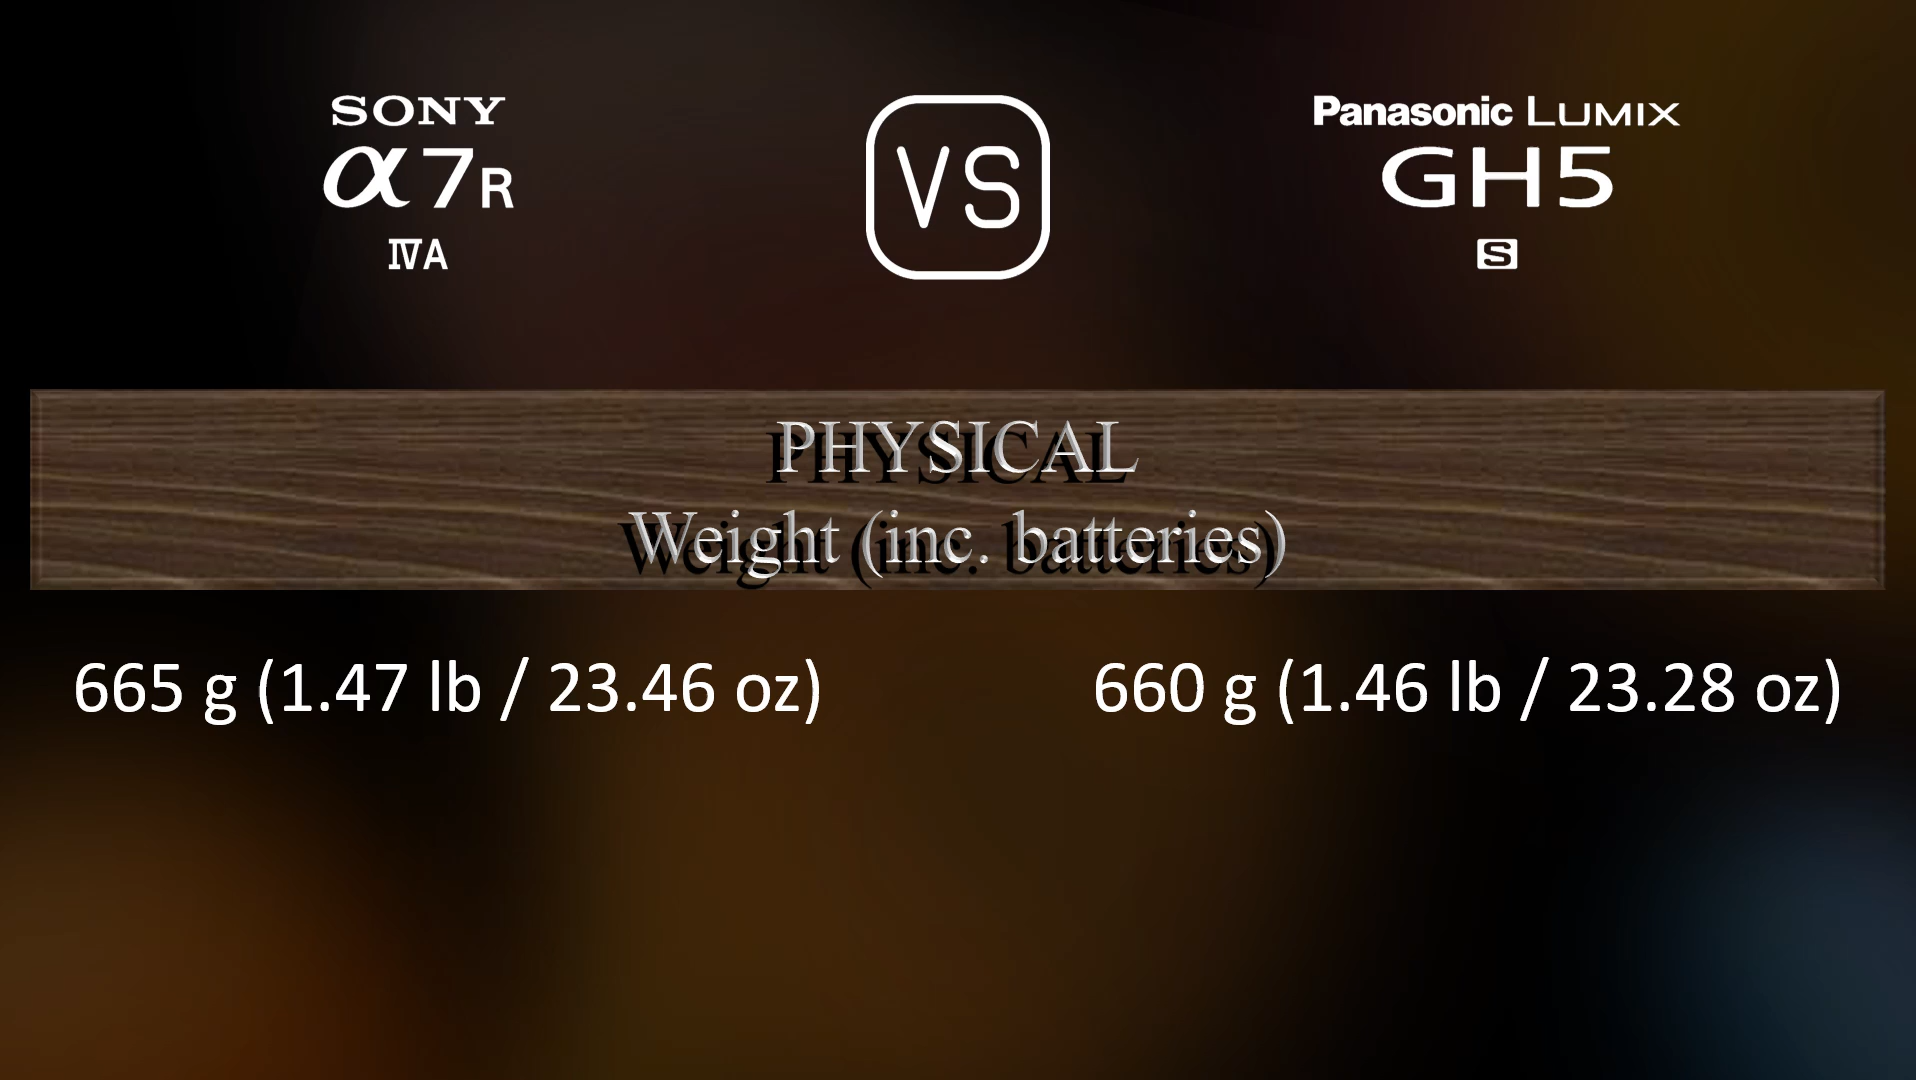 SONY
α7R
IVA
VS
Panasonic LUMIX
GH5
S
PHYSICAL
Weight (inc. batteries)
665 g (1.47 lb / 23.46 oz)
660 g (1.46 lb / 23.28 oz)